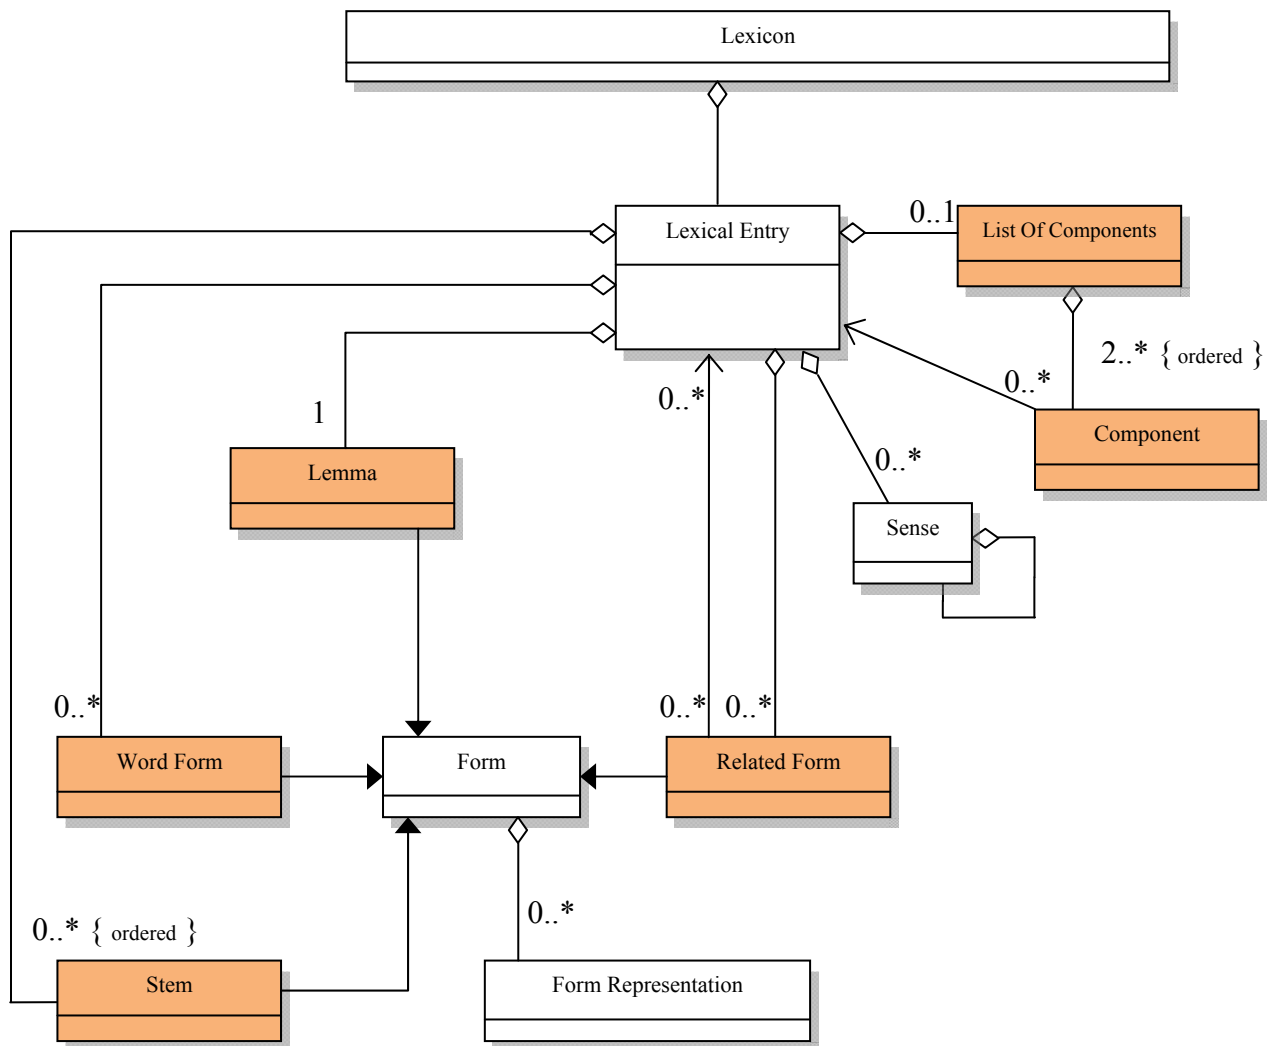 Lexicon
0..1
Lexical Entry
List Of Components
2..* { ordered }
0..*
0..*
1
Component
0..*
Lemma
Sense
0..*
0..*
0..*
Word Form
Form
Related Form
0..*
0..* { ordered }
Stem
Form Representation